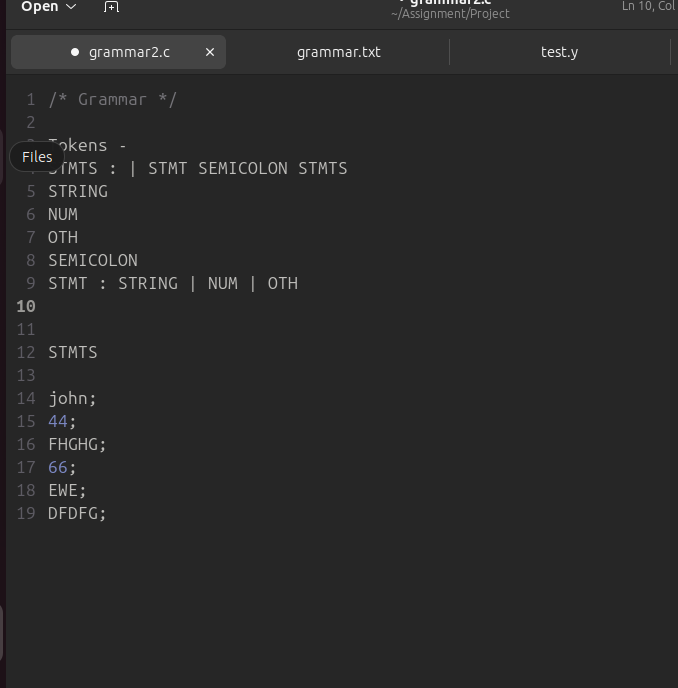 Open
grammar2.c
~/Assignment/Project
Ln 10, Col
grammar2.c
grammar.txt
test.y
1 /* Grammar */
2
Tokens -
Files
STMTS : | STMT SEMICOLON STMTS
5 STRING
6 NUM
7 OTH
8 SEMICOLON
9 STMT : STRING | NUM | OTH
10
11
12 STMTS
13
14 john;
15 44;
16 FHGHG;
17 66;
18 EWE;
19 DFDFG;